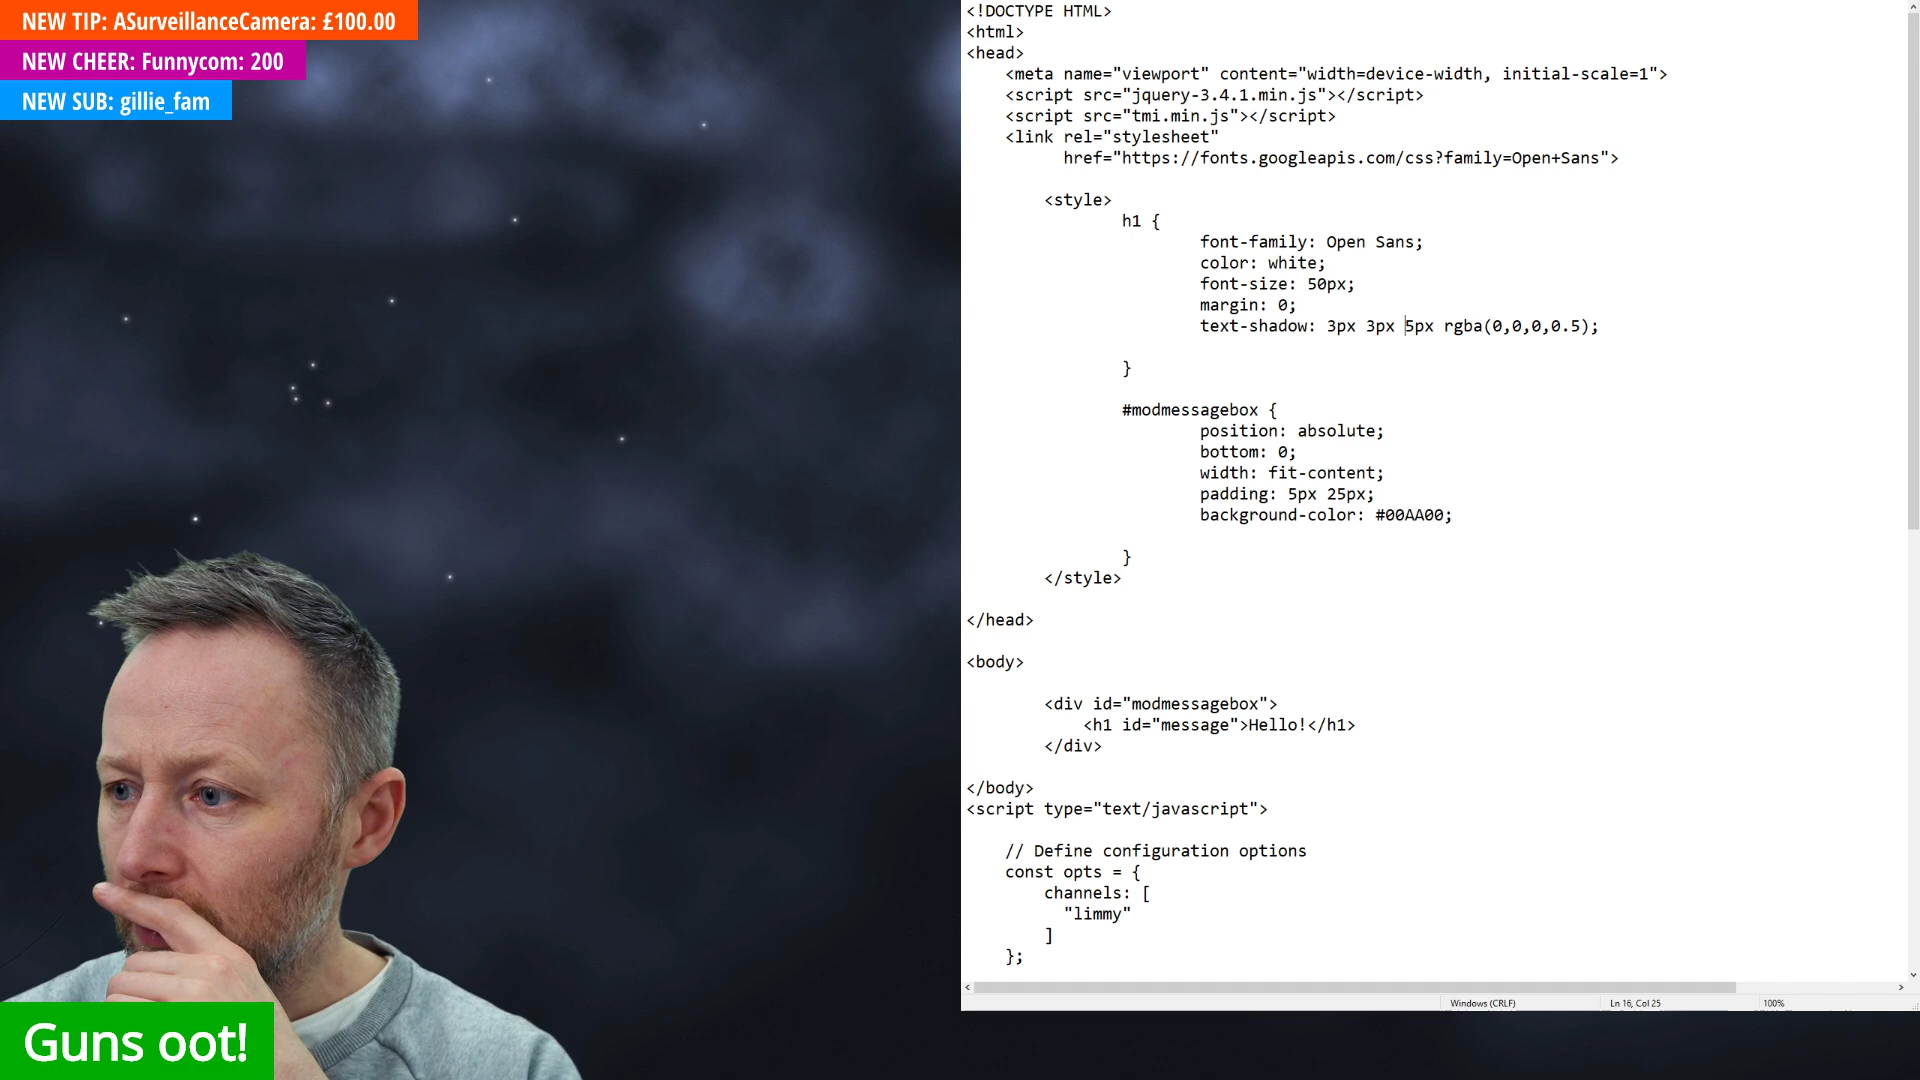 NEW TIP: ASurveillanceCamera: £100.00
NEW CHEER: Funnycom: 200
NEW SUB: gillie_fam
<!DOCTYPE HTML>
<html>
<head>
<meta name="viewport" content="width=device-width, initial-scale=1">
<script src="jquery-3.4.1.min.js"></script>
<script src="tmi.min.js"></script>
<link rel="stylesheet"
href="https://fonts.googleapis.com/css?family=Open+Sans">
<style>
h1 {
font-family: Open Sans;
color: white;
font-size: 50px;
margin: 0;
text-shadow: 3px 3px 5px rgba(0,0,0,0.5);
}
#modmessagebox {
position: absolute;
bottom: 0;
width: fit-content;
padding: 5px 25px;
background-color: #00AA00;
}
</style>
</head>
<body>
<div id="modmessagebox">
<h1 id="message">Hello!</h1>
</div>
</body>
<script type="text/javascript">
// Define configuration options
const opts = {
channels: [
"limmy"
]
};
Windows (CRLF) Ln 16, Col 25 100%
Guns oot!